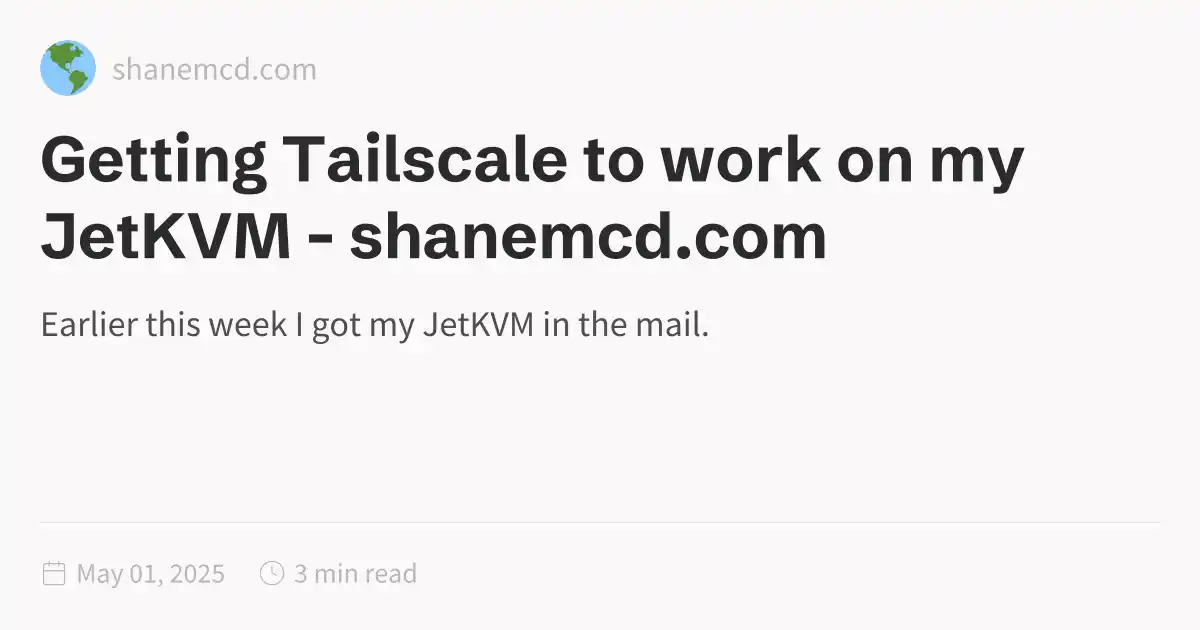 shanemcd.com
Getting Tailscale to work on my
JetKVM - shanemcd.com
Earlier this week I got my JetKVM in the mail.
May 01, 2025
3 min read